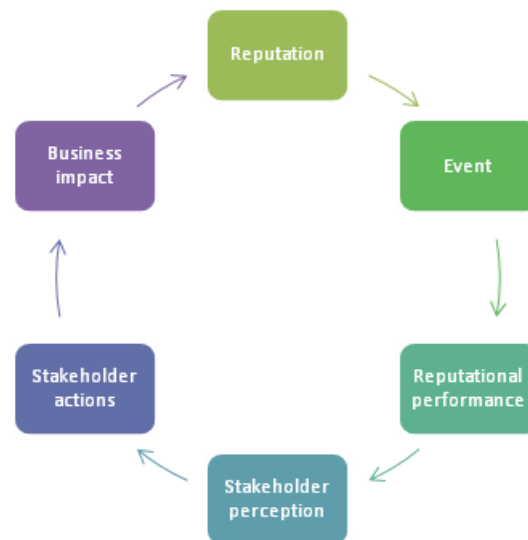 Reputation
Event
Reputational
performance
Stakeholder
perception
Stakeholder
actions
Business
impact